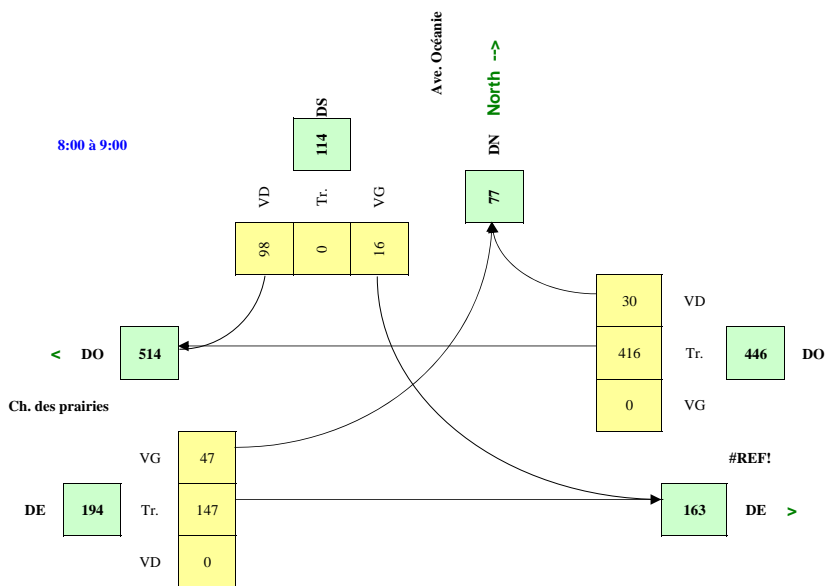 Ave. Océanie
North -->
DS
DN
8:00 à 9:00
114
77
VD Tr. VG
98 0 16
30 VD
< DO 514
416 Tr. 446 DO
0 VG
Ch. des prairies
VG 47
#REF!
DE 194 Tr. 147
163 DE >
VD 0